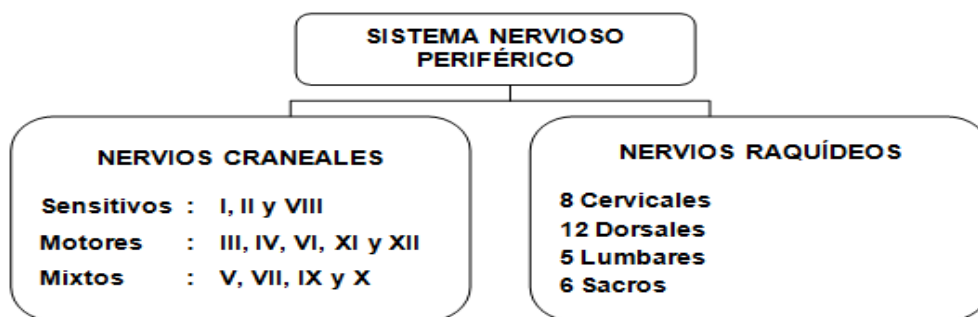 SISTEMA NERVIOSO
PERIFÉRICO
NERVIOS CRANEALES
Sensitivos : I, II y VIII
Motores : III, IV, VI, XI y XII
Mixtos : V, VII, IX y X
NERVIOS RAQUÍDEOS
8 Cervicales
12 Dorsales
5 Lumbares
6 Sacros